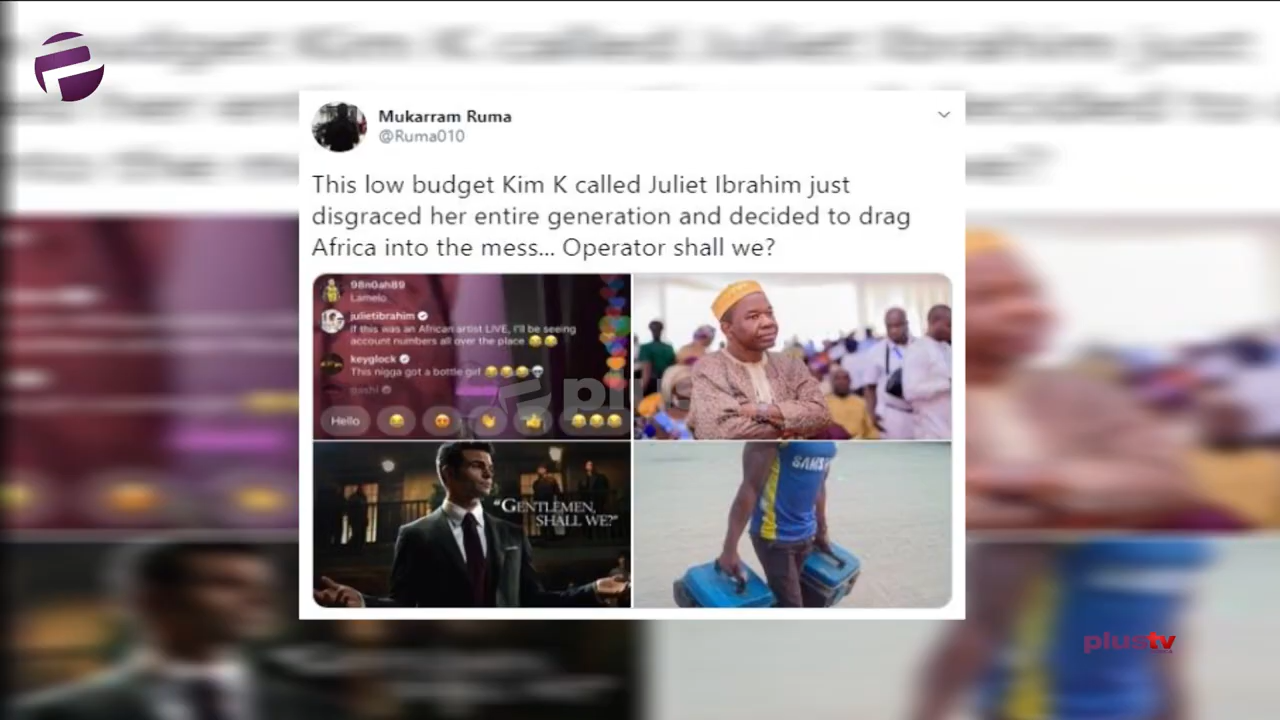 Mukarram Ruma
@Ruma010
This low budget Kim K called Juliet Ibrahim just
disgraced her entire generation and decided to drag
Africa into the mess... Operator shall we?
98n0ah89
Lamelo
julietibrahim
If this was an African artist LIVE, I'll be seeing
account numbers all over the place 😂😂
keyglock
This nigga got a bottle girl 😂😂😂💀
Hello
"GENTLEMEN,
SHALL WE?"
plustv